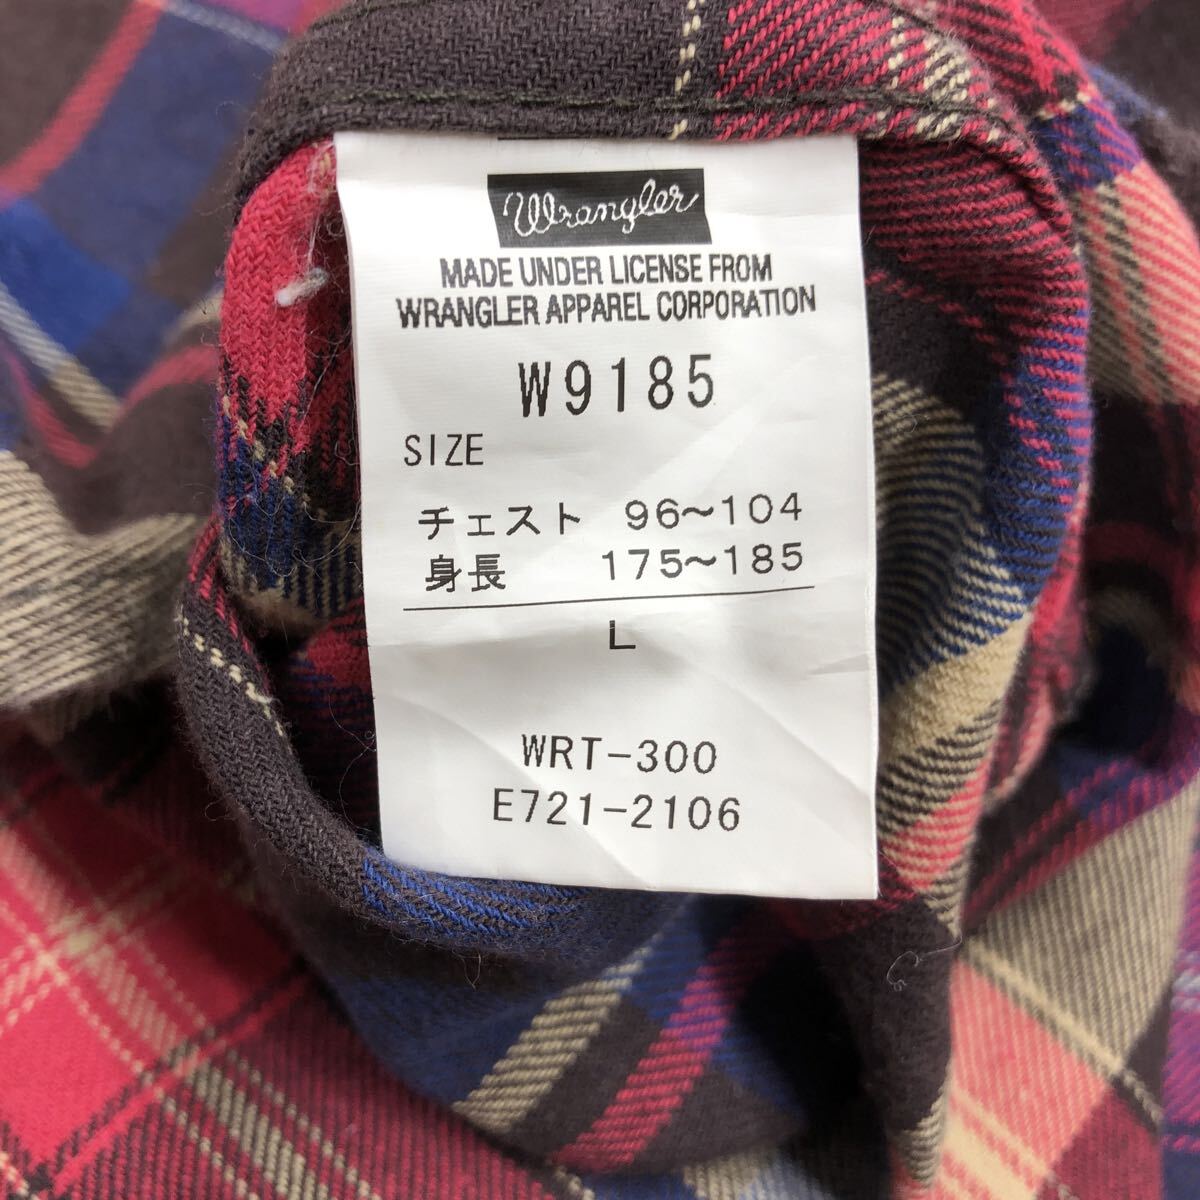 Wrangler
MADE UNDER LICENSE FROM
WRANGLER APPAREL CORPORATION
W9185
SIZE
チェスト 96~104
身長 175~185
L
WRT-300
E721-2106